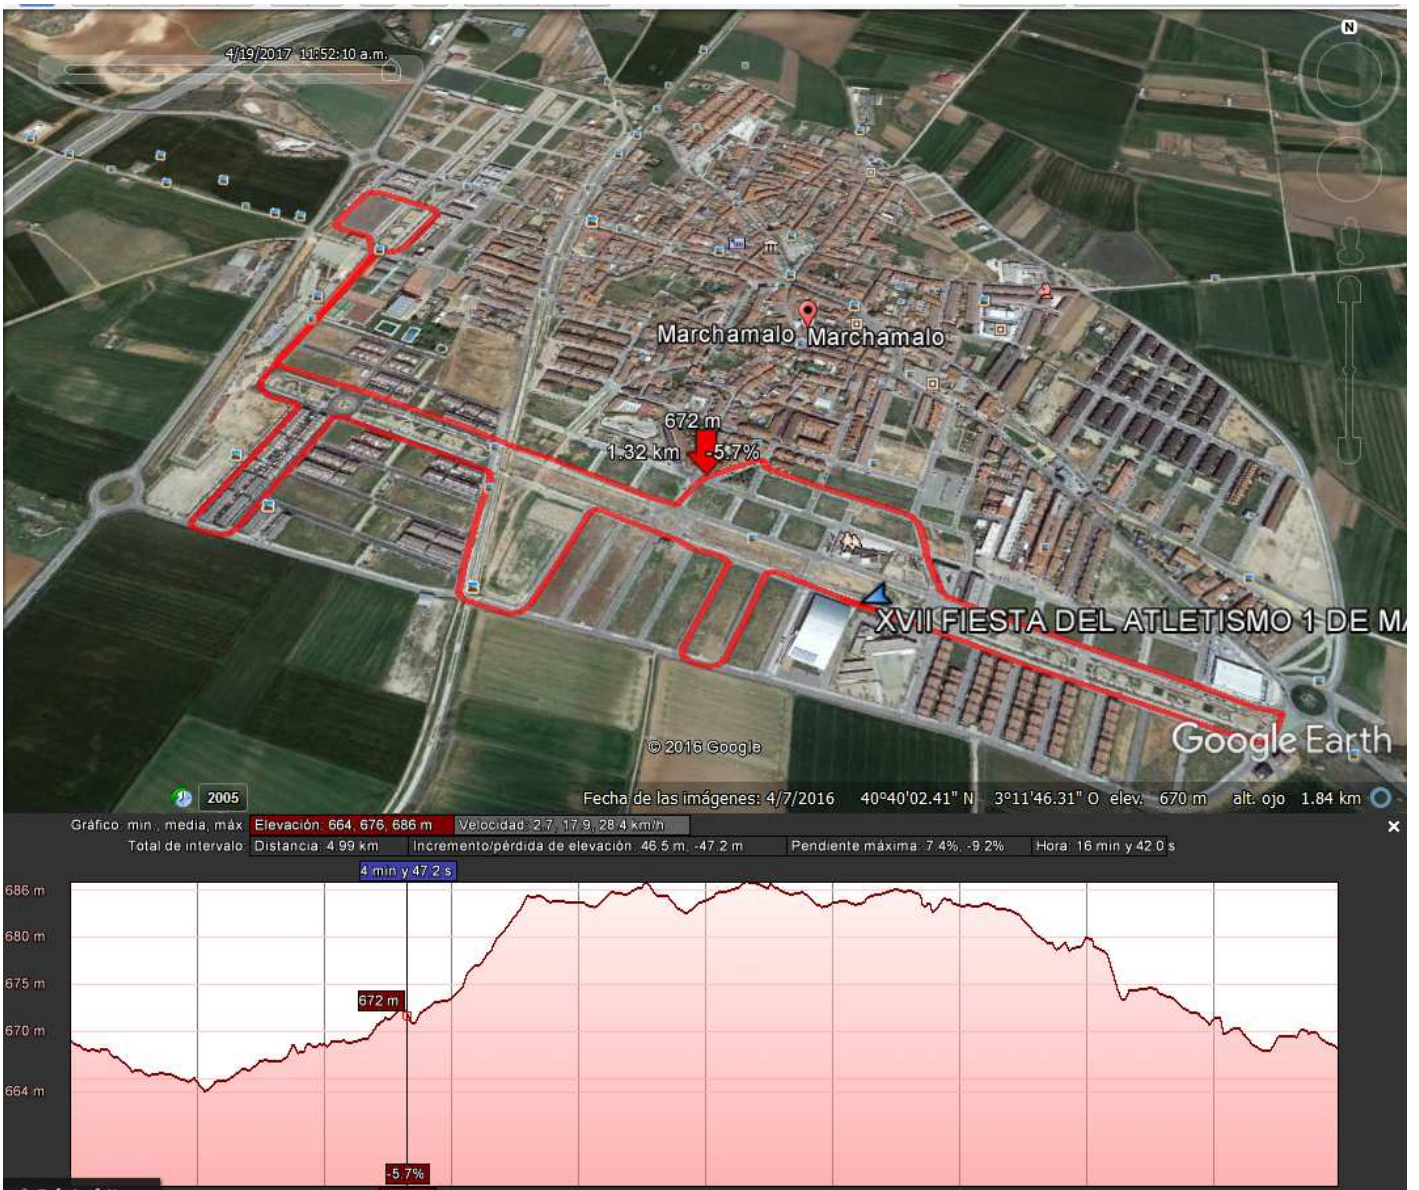 4/19/2017 11:52:10 a.m.
N
Marchamalo Marchamalo
672 m
1.32 km -5.7%
XVII FIESTA DEL ATLETISMO 1 DE MA
Google Earth
© 2016 Google
2005
Fecha de las imágenes: 4/7/2016 40°40'02.41" N 3°11'46.31" O elev. 670 m alt. ojo 1.84 km
Gráfico: mín., media, máx Elevación: 664, 676, 686 m Velocidad: 2.7, 17.9, 28.4 km/h
Total de intervalo: Distancia: 4.99 km Incremento/pérdida de elevación: 46.5 m, -47.2 m Pendiente máxima: 7.4%, -9.2% Hora: 16 min y 42.0 s
4 min y 47.2 s
686 m
680 m
675 m
672 m
670 m
664 m
-5.7%